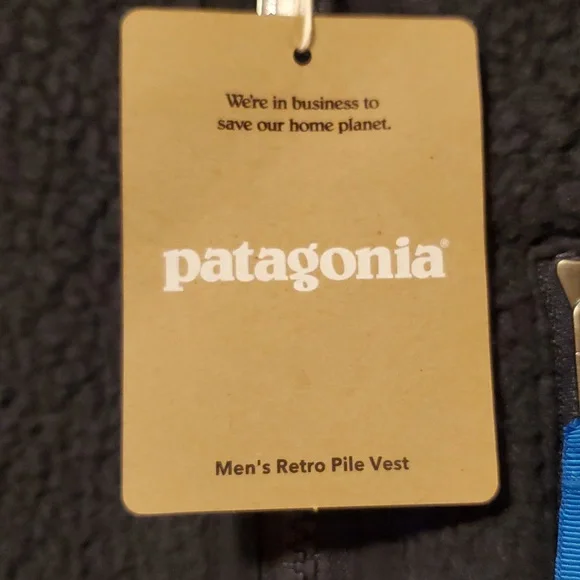 We're in business to
save our home planet.
patagonia®
Men's Retro Pile Vest